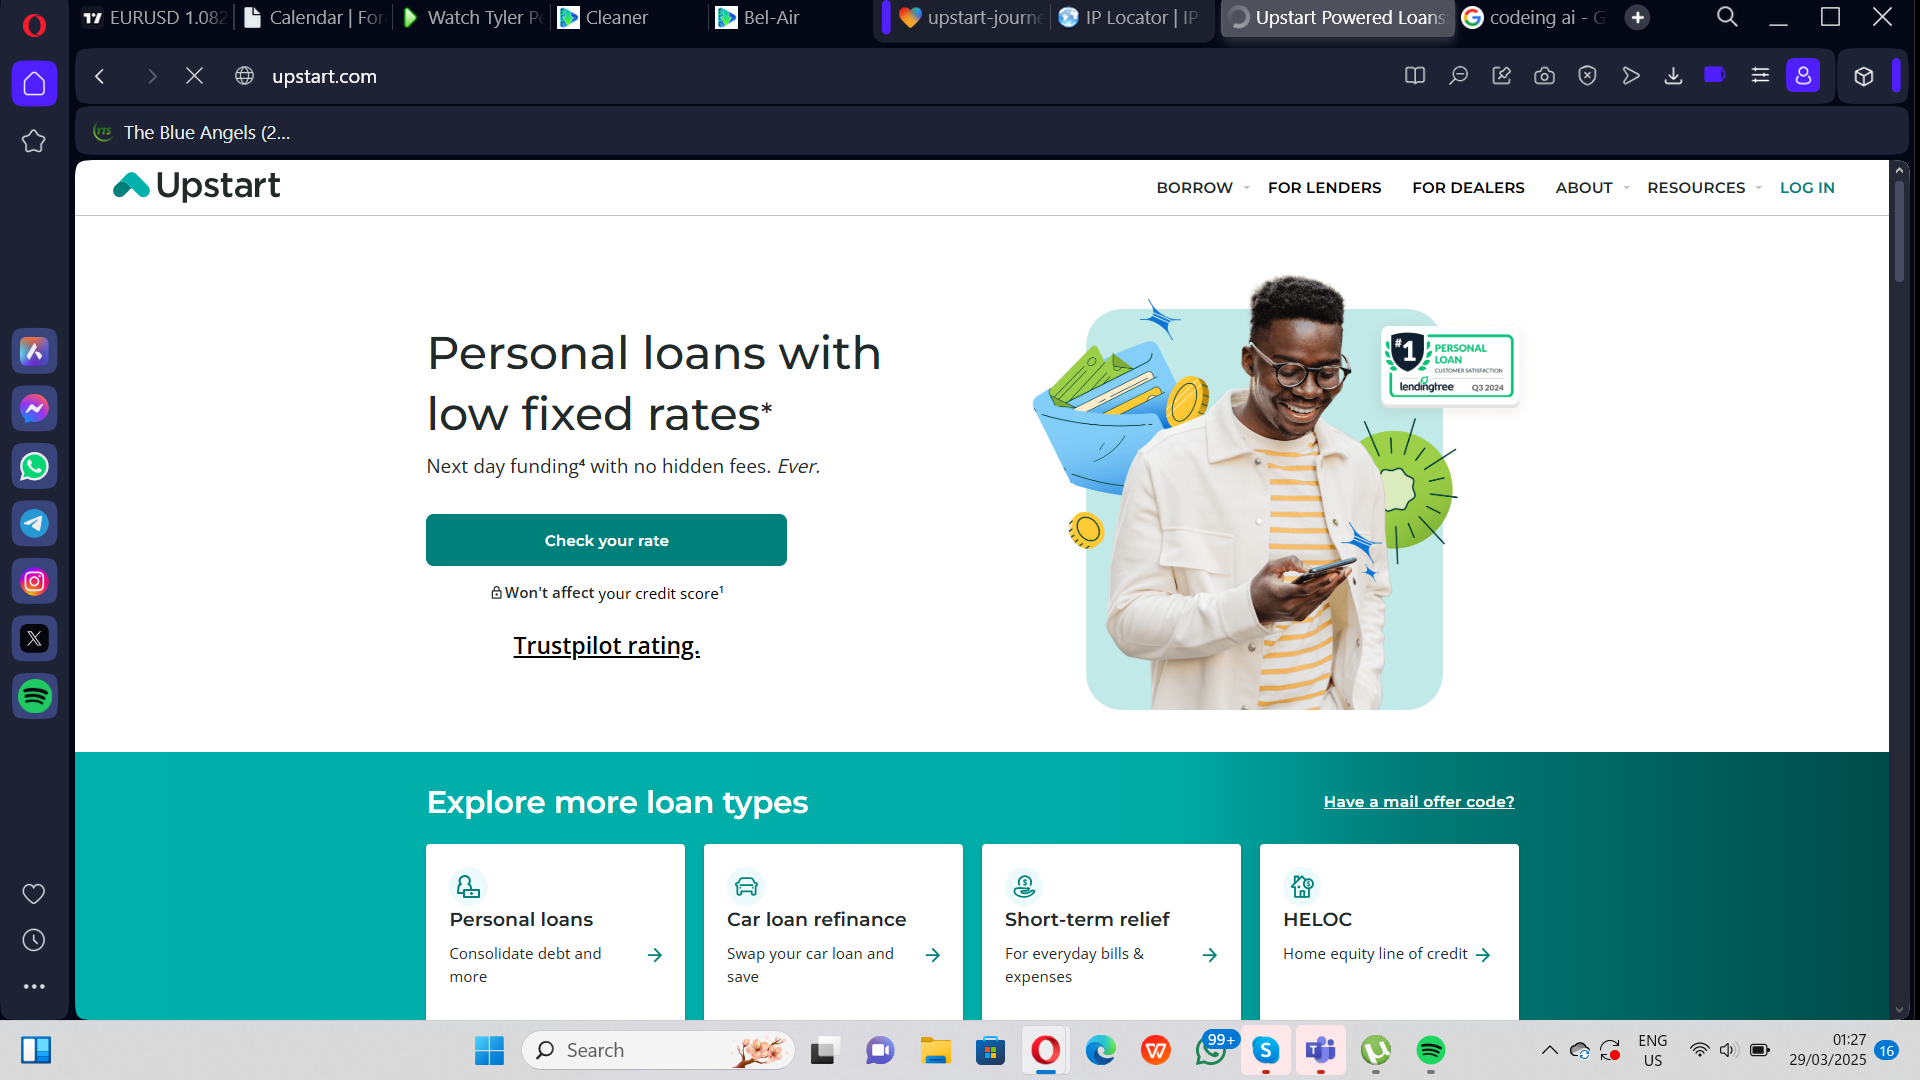 EURUSD 1.082
Calendar | For
Watch Tyler Pe
Cleaner
Bel-Air
upstart-journe
IP Locator | IP
Upstart Powered Loans:
codeing ai - G
upstart.com
YTS
The Blue Angels (2...
Upstart
BORROW
FOR LENDERS
FOR DEALERS
ABOUT
RESOURCES
LOG IN
Personal loans with
low fixed rates*
Next day funding⁴ with no hidden fees. Ever.
Check your rate
Won't affect your credit score¹
Trustpilot rating.
#1
PERSONAL
LOAN
CUSTOMER SATISFACTION
lendingtree
Q3 2024
Explore more loan types
Have a mail offer code?
Personal loans
Consolidate debt and
more
Car loan refinance
Swap your car loan and
save
Short-term relief
For everyday bills &
expenses
HELOC
Home equity line of credit
Search
99+
ENG
US
01:27
29/03/2025
16